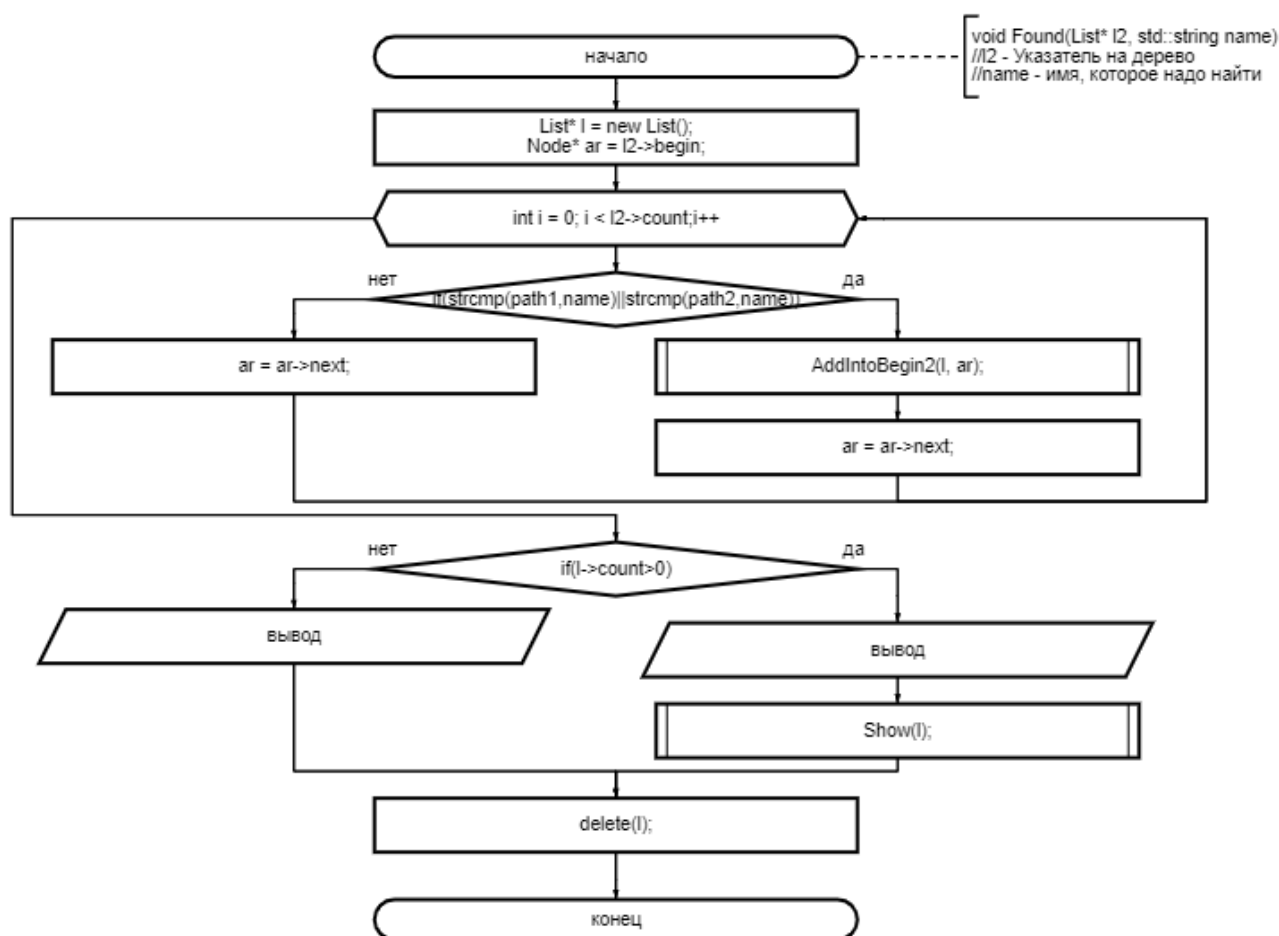 void Found(List* l2, std::string name)
//l2 - Указатель на дерево
//name - имя, которое надо найти
начало
List* l = new List();
Node* ar = l2->begin;
int i = 0; i < l2->count;i++
нет
да
if(strcmp(path1,name)||strcmp(path2,name))
ar = ar->next;
AddIntoBegin2(l, ar);
ar = ar->next;
нет
да
if(l->count>0)
вывод
вывод
Show(l);
delete(l);
конец